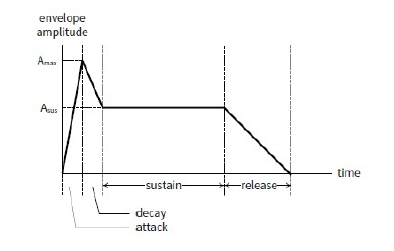 envelope
amplitude
Amax
Asus
time
sustain
release
decay
attack